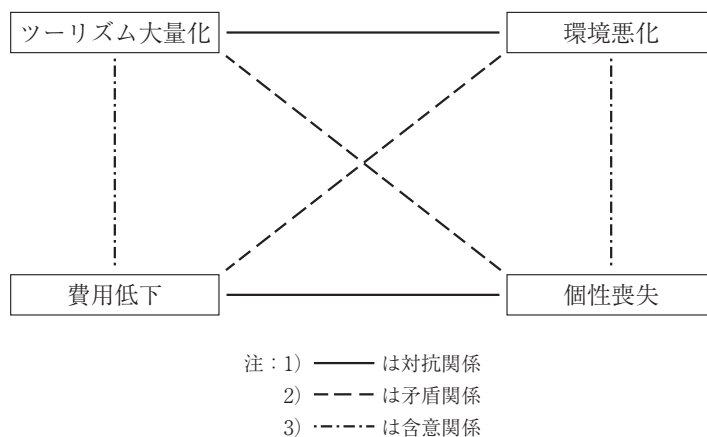 ツーリズム大量化
環境悪化
費用低下
個性喪失
注：1) は対抗関係
2) は矛盾関係
3) は含意関係